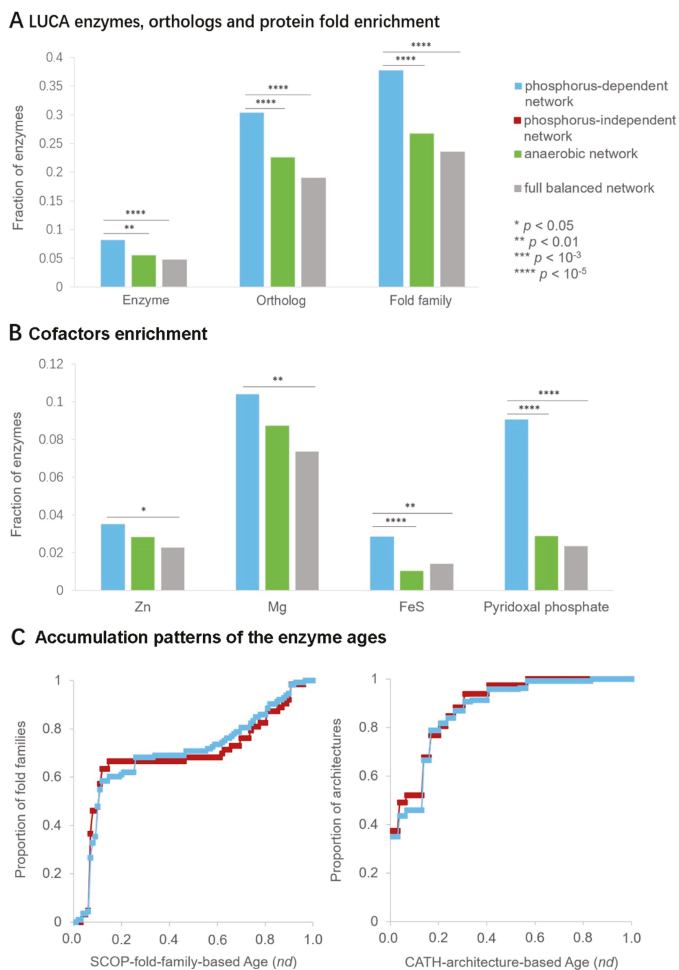 A LUCA enzymes, orthologs and protein fold enrichment
Fraction of enzymes
0.4
0.35
0.3
0.25
0.2
0.15
0.1
0.05
0
****
**
****
****
****
****
Enzyme
Ortholog
Fold family
phosphorus-dependent
network
phosphorus-independent
network
anaerobic network
full balanced network
* p < 0.05
** p < 0.01
*** p < 10-3
**** p < 10-5
B Cofactors enrichment
Fraction of enzymes
0.12
0.1
0.08
0.06
0.04
0.02
0
*
**
**
****
****
****
Zn
Mg
FeS
Pyridoxal phosphate
C Accumulation patterns of the enzyme ages
Proportion of fold families
1
0.8
0.6
0.4
0.2
0
0.0 0.2 0.4 0.6 0.8 1.0
SCOP-fold-family-based Age (nd)
Proportion of architectures
1
0.8
0.6
0.4
0.2
0
0.0 0.2 0.4 0.6 0.8 1.0
CATH-architecture-based Age (nd)